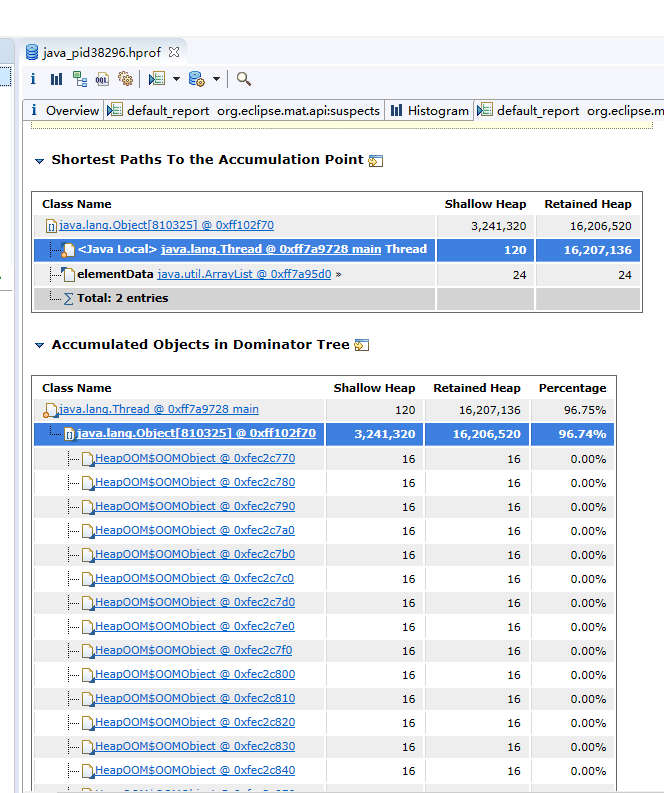 java_pid38296.hprof
Overview default_report org.eclipse.mat.api:suspects Histogram default_report org.eclipse.m
Shortest Paths To the Accumulation Point
Class Name Shallow Heap Retained Heap
java.lang.Object[810325] @ 0xff102f70 3,241,320 16,206,520
<Java Local> java.lang.Thread @ 0xff7a9728 main Thread 120 16,207,136
elementData java.util.ArrayList @ 0xff7a95d0 » 24 24
∑ Total: 2 entries
Accumulated Objects in Dominator Tree
Class Name Shallow Heap Retained Heap Percentage
java.lang.Thread @ 0xff7a9728 main 120 16,207,136 96.75%
java.lang.Object[810325] @ 0xff102f70 3,241,320 16,206,520 96.74%
HeapOOM$OOMObject @ 0xfec2c770 16 16 0.00%
HeapOOM$OOMObject @ 0xfec2c780 16 16 0.00%
HeapOOM$OOMObject @ 0xfec2c790 16 16 0.00%
HeapOOM$OOMObject @ 0xfec2c7a0 16 16 0.00%
HeapOOM$OOMObject @ 0xfec2c7b0 16 16 0.00%
HeapOOM$OOMObject @ 0xfec2c7c0 16 16 0.00%
HeapOOM$OOMObject @ 0xfec2c7d0 16 16 0.00%
HeapOOM$OOMObject @ 0xfec2c7e0 16 16 0.00%
HeapOOM$OOMObject @ 0xfec2c7f0 16 16 0.00%
HeapOOM$OOMObject @ 0xfec2c800 16 16 0.00%
HeapOOM$OOMObject @ 0xfec2c810 16 16 0.00%
HeapOOM$OOMObject @ 0xfec2c820 16 16 0.00%
HeapOOM$OOMObject @ 0xfec2c830 16 16 0.00%
HeapOOM$OOMObject @ 0xfec2c840 16 16 0.00%